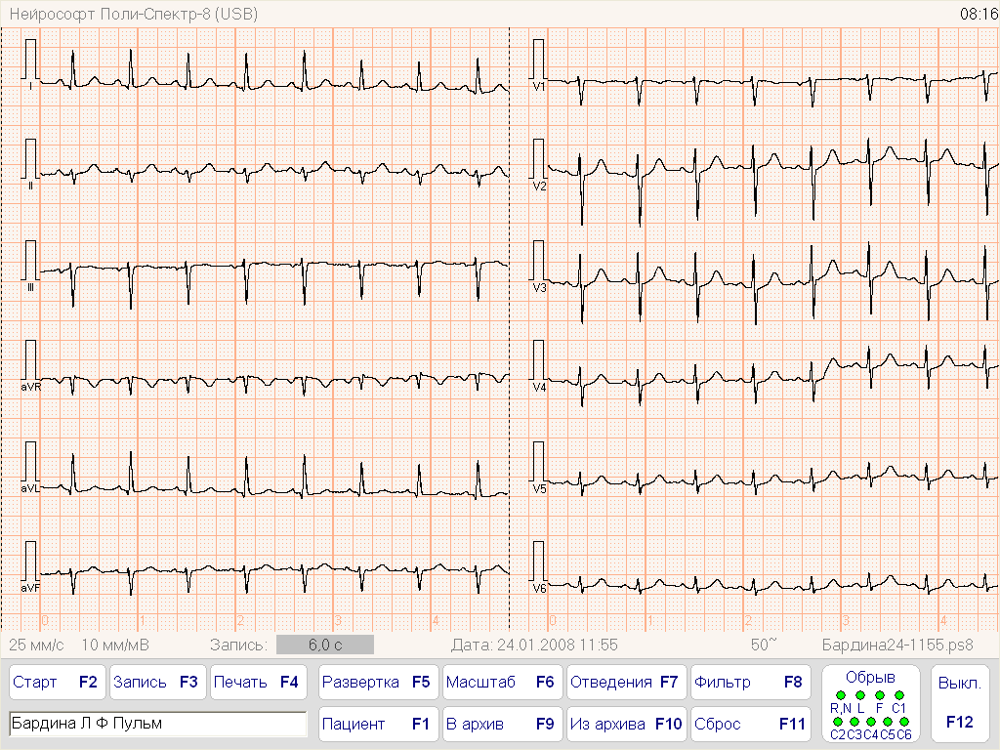 Нейрософт Поли-Спектр-8 (USB) 08:16
I V1
II V2
III V3
aVR V4
aVL V5
aVF V6
0 1 2 3 4 0 1 2 3 4
25 мм/с 10 мм/мВ Запись: 6,0 с Дата: 24.01.2008 11:55 50~ Бардина24-1155.ps8
Старт F2 Запись F3 Печать F4 Развертка F5 Масштаб F6 Отведения F7 Фильтр F8 Обрыв Выкл.
R,N L F C1
Бардина Л Ф Пульм Пациент F1 В архив F9 Из архива F10 Сброс F11 F12
C2 C3 C4 C5 C6